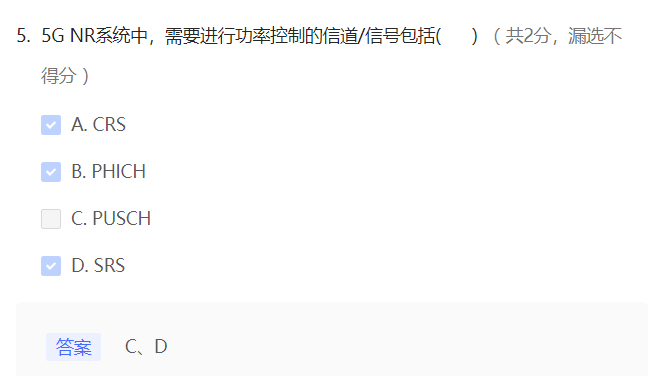 5. 5G NR系统中，需要进行功率控制的信道/信号包括(      ) （ 共2分，漏选不
得分 ）
A. CRS
B. PHICH
C. PUSCH
D. SRS
答案 C、D